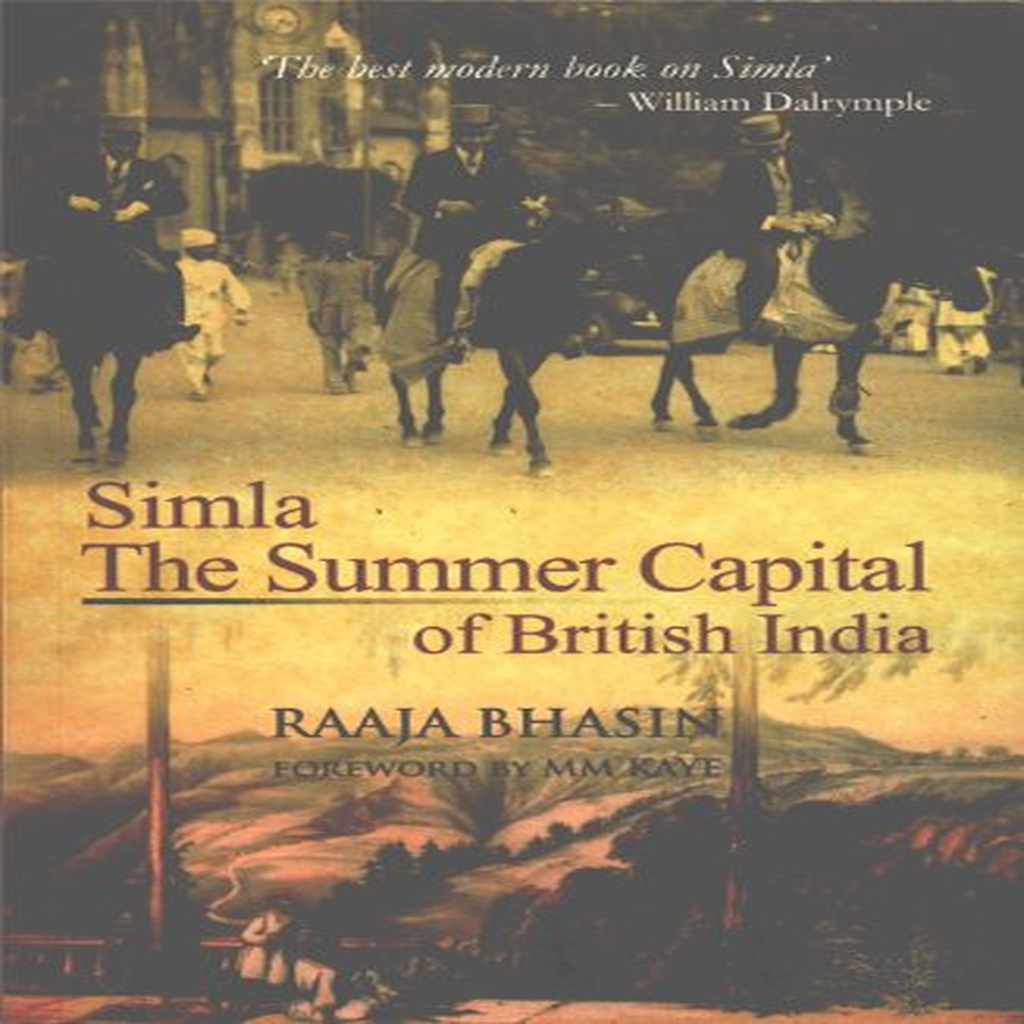 'The best modern book on Simla'
– William Dalrymple
Simla
The Summer Capital
of British India
RAAJA BHASIN
FOREWORD BY MM KAYE